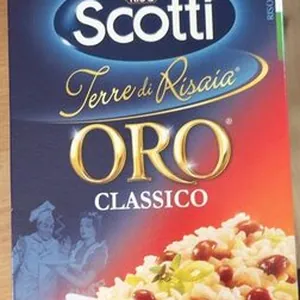 Scotti
Terre di Risaia®
ORO®
CLASSICO